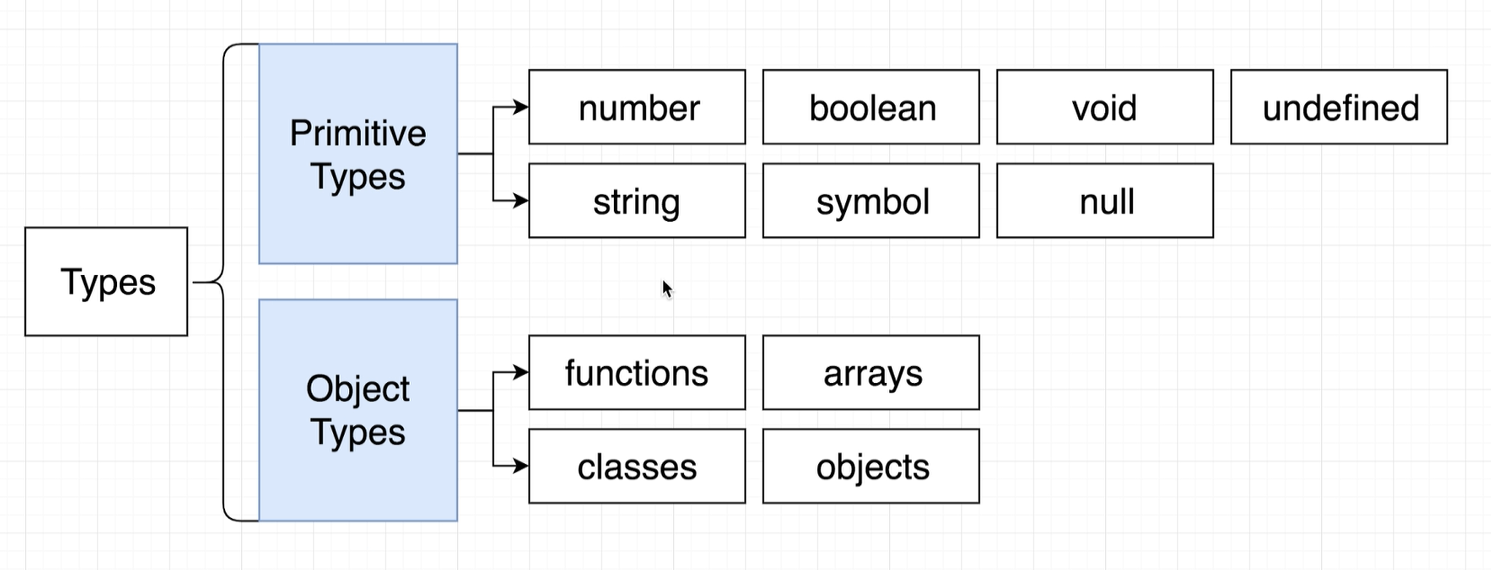 Types
Primitive
Types
number
boolean
void
undefined
string
symbol
null
Object
Types
functions
arrays
classes
objects